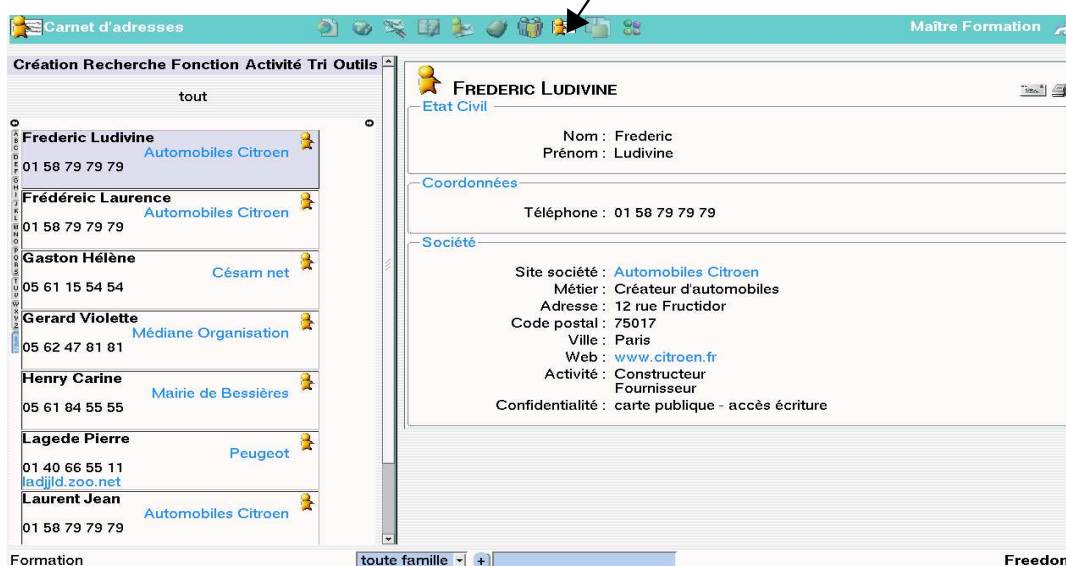 Carnet d'adresses
Maître Formation
Création Recherche Fonction Activité Tri Outils
tout
Frederic Ludivine
Automobiles Citroen
01 58 79 79 79
Frédéreic Laurence
Automobiles Citroen
01 58 79 79 79
Gaston Hélène
Césam net
05 61 15 54 54
Gerard Violette
Médiane Organisation
05 62 47 81 81
Henry Carine
Mairie de Bessières
05 61 84 55 55
Lagede Pierre
Peugeot
01 40 66 55 11
ladjjld.zoo.net
Laurent Jean
Automobiles Citroen
01 58 79 79 79
FREDERIC LUDIVINE
Etat Civil
Nom : Frederic
Prénom : Ludivine
Coordonnées
Téléphone : 01 58 79 79 79
Société
Site société : Automobiles Citroen
Métier : Créateur d'automobiles
Adresse : 12 rue Fructidor
Code postal : 75017
Ville : Paris
Web : www.citroen.fr
Activité : Constructeur
Fournisseur
Confidentialité : carte publique - accès écriture
Formation
toute famille
+
Freedom